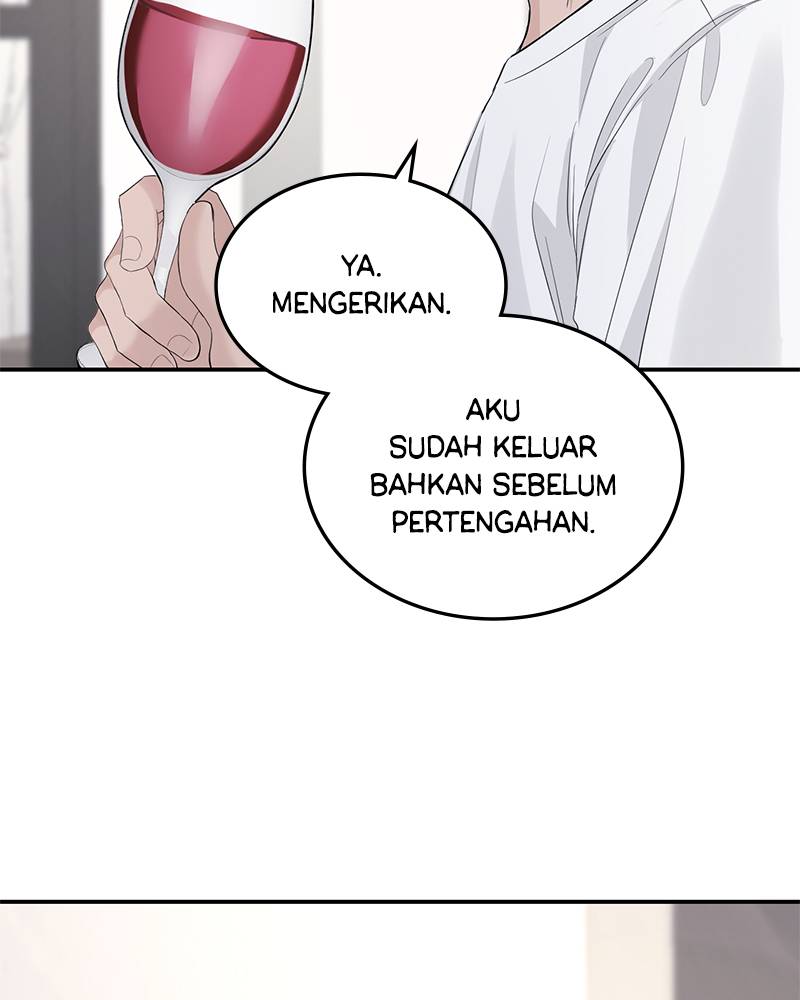 YA.
MENGERIKAN.
AKU
SUDAH KELUAR
BAHKAN SEBELUM
PERTENGAHAN.